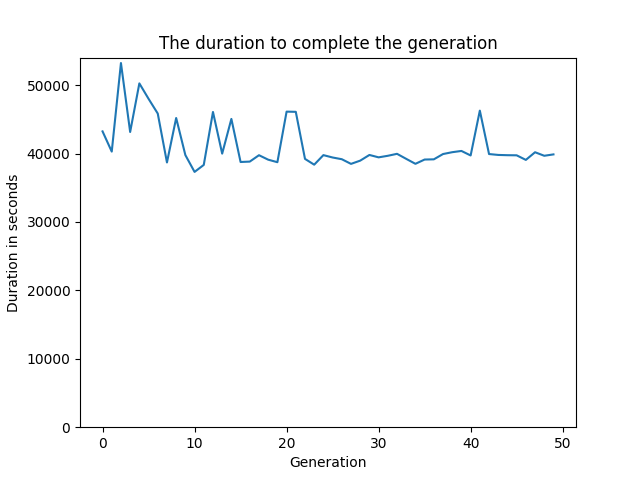 The duration to complete the generation
Duration in seconds
50000
40000
30000
20000
10000
0
0 10 20 30 40 50
Generation